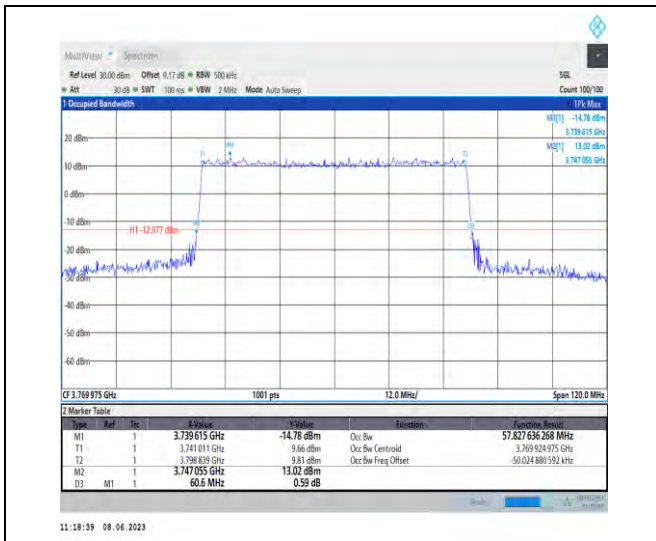 MultiView Spectrum
Ref Level 30.00 dBm Offset 9.17 dB RBW 500 kHz SGL
Att 30 dB SWT 100 ms VBW 2 MHz Mode Auto Sweep Count 100/100
1 Occupied Bandwidth 1Pk Max
M1[1] -14.78 dBm
3.739 615 GHz
20 dBm
M2[1] 13.02 dBm
3.747 055 GHz
T1 M2 T2
10 dBm
0 dBm
-10 dBm
M1 D3
H1 -12.977 dBm
-20 dBm
-30 dBm
-40 dBm
-50 dBm
-60 dBm
CF 3.769 975 GHz 1001 pts 12.0 MHz/ Span 120.0 MHz
2 Marker Table
Type Ref Trc X-Value Y-Value Function Function Result
M1 1 3.739 615 GHz -14.78 dBm Occ Bw 57.827 636 268 MHz
T1 1 3.741 011 GHz 9.66 dBm Occ Bw Centroid 3.769 924 975 GHz
T2 1 3.798 839 GHz 9.81 dBm Occ Bw Freq Offset -50.024 880 592 kHz
M2 1 3.747 055 GHz 13.02 dBm
D3 M1 1 60.6 MHz 0.59 dB
11:18:39 08.06.2023